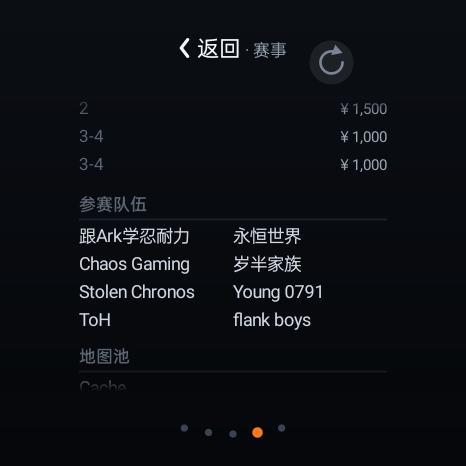 返回 · 赛事
2 ¥ 1,500
3-4 ¥ 1,000
3-4 ¥ 1,000
参赛队伍
跟Ark学忍耐力 永恒世界
Chaos Gaming 岁半家族
Stolen Chronos Young 0791
ToH flank boys
地图池
Cache